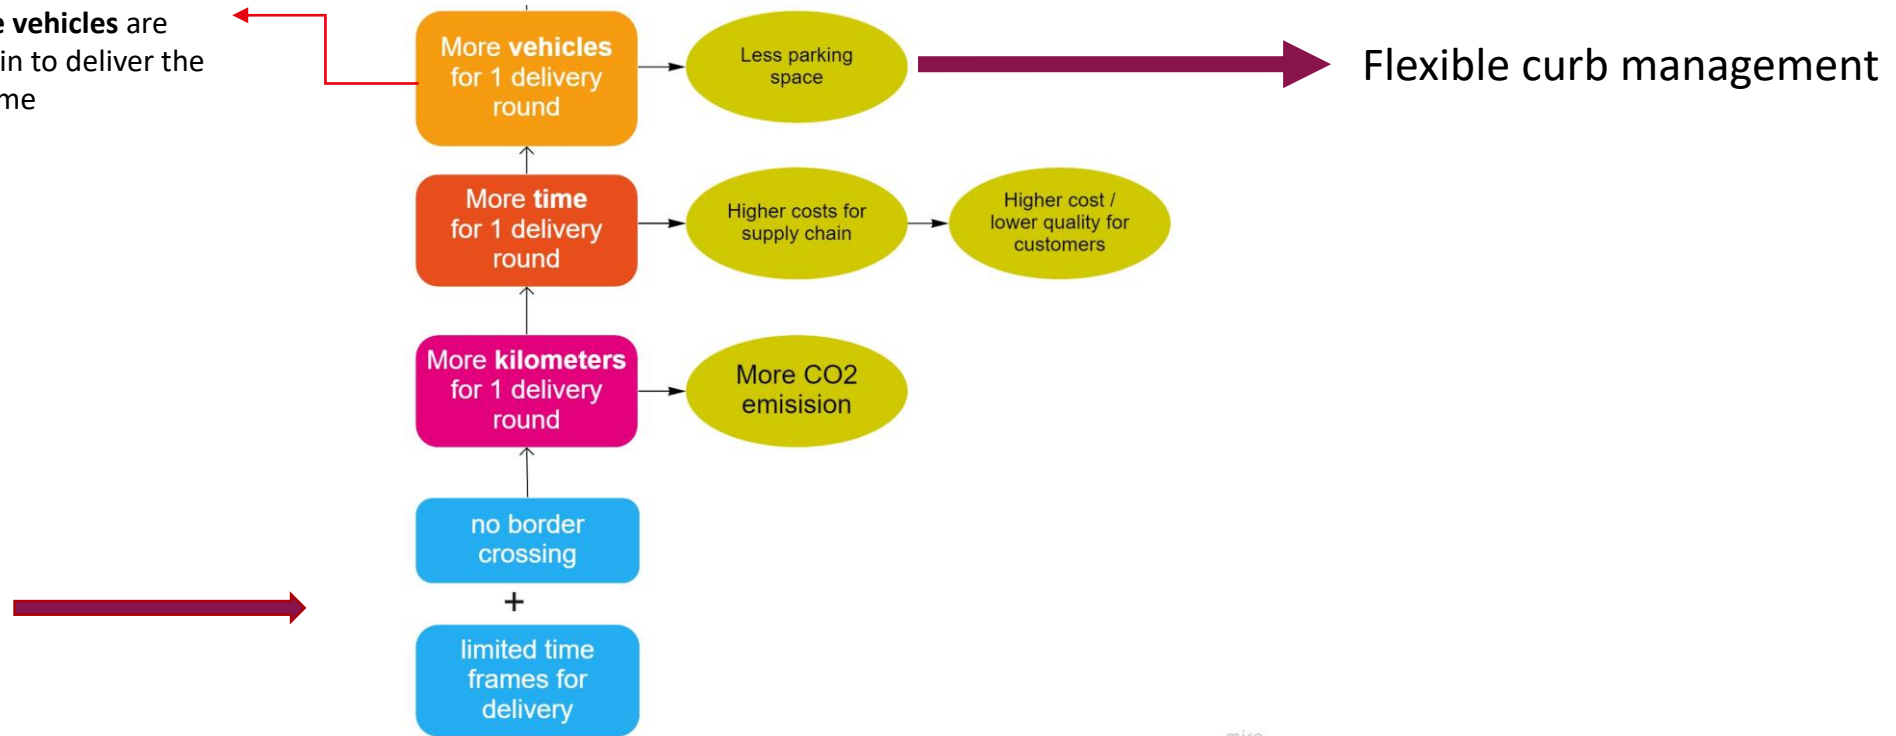 e vehicles are
in to deliver the
me
More vehicles
for 1 delivery
round
Less parking
space
Flexible curb management
More time
for 1 delivery
round
Higher costs for
supply chain
Higher cost /
lower quality for
customers
More kilometers
for 1 delivery
round
More CO2
emisision
no border
crossing
+
limited time
frames for
delivery